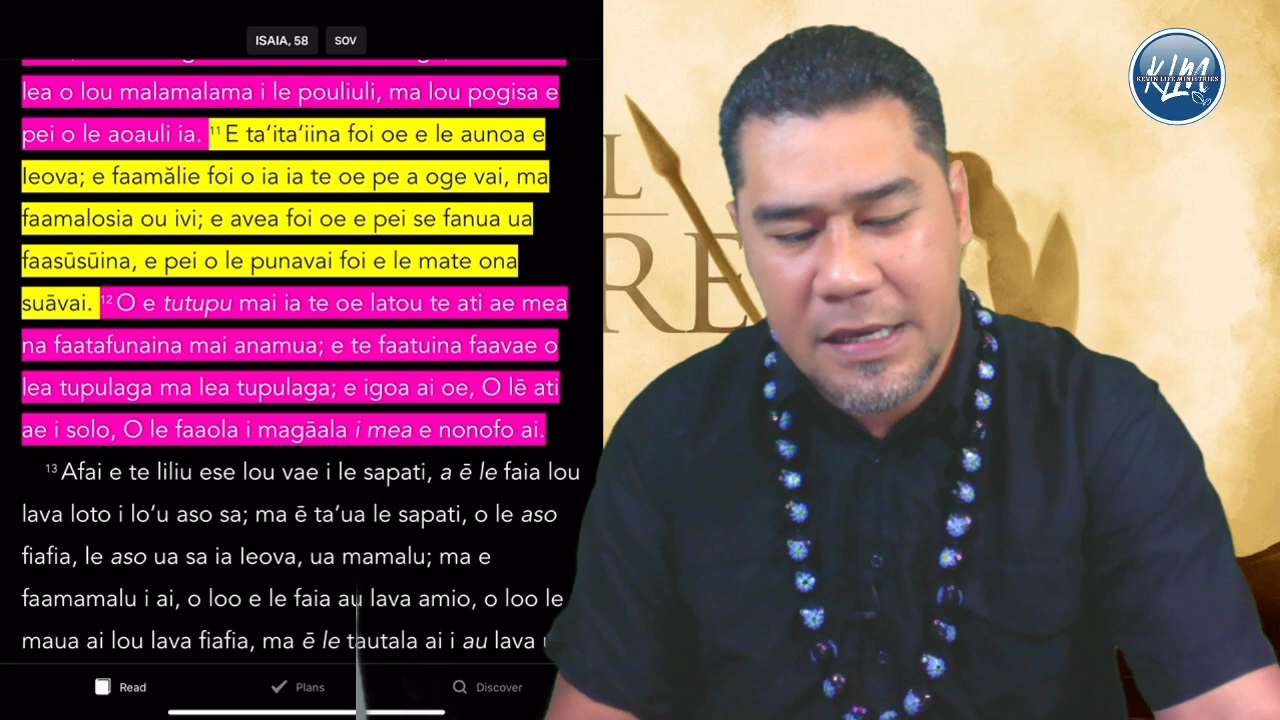 ISAIA, 58
SOV
lea o lou malamalama i le pouliuli, ma lou pogisa e
pei o le aoauli ia. 11 E ta‘ita‘iina foi oe e le aunoa e
Ieova; e faamălie foi o ia ia te oe pe a oge vai, ma
faamalosia ou ivi; e avea foi oe e pei se fanua ua
faasūsūina, e pei o le punavai foi e le mate ona
suāvai. 12 O e tutupu mai ia te oe latou te ati ae mea
na faatafunaina mai anamua; e te faatuina faavae o
lea tupulaga ma lea tupulaga; e igoa ai oe, O lē ati
ae i solo, O le faaola i magāala i mea e nonofo ai.
13 Afai e te liliu ese lou vae i le sapati, a ē le faia lou
lava loto i lo‘u aso sa; ma ē ta‘ua le sapati, o le aso
fiafia, le aso ua sa ia Ieova, ua mamalu; ma e
faamamalu i ai, o loo e le faia au lava amio, o loo le
maua ai lou lava fiafia, ma ē le tautala ai i au lava
Read
Plans
Discover
L
RE
KLM
KEVIN LIFE MINISTRIES